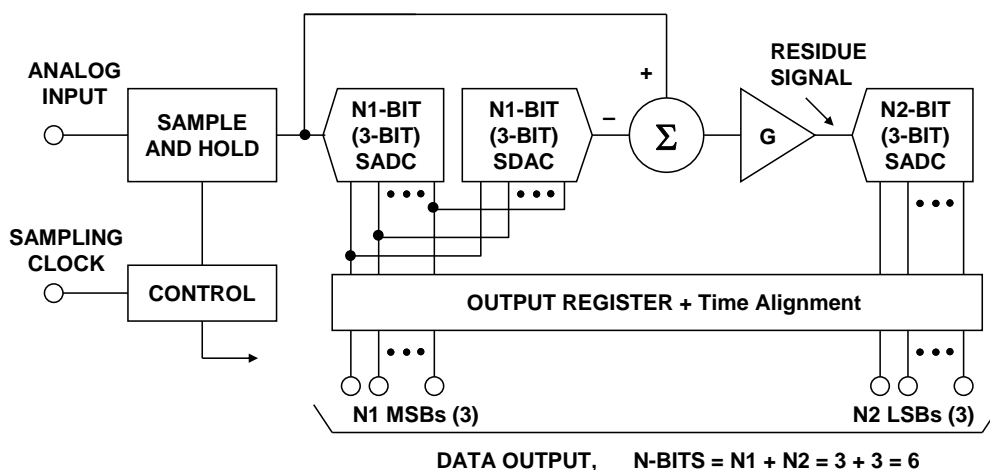 RESIDUE
SIGNAL
ANALOG
INPUT
SAMPLE
AND HOLD
N1-BIT
(3-BIT)
SADC
N1-BIT
(3-BIT)
SDAC
+
–
Σ
G
N2-BIT
(3-BIT)
SADC
SAMPLING
CLOCK
CONTROL
OUTPUT REGISTER + Time Alignment
N1 MSBs (3)
N2 LSBs (3)
DATA OUTPUT, N-BITS = N1 + N2 = 3 + 3 = 6